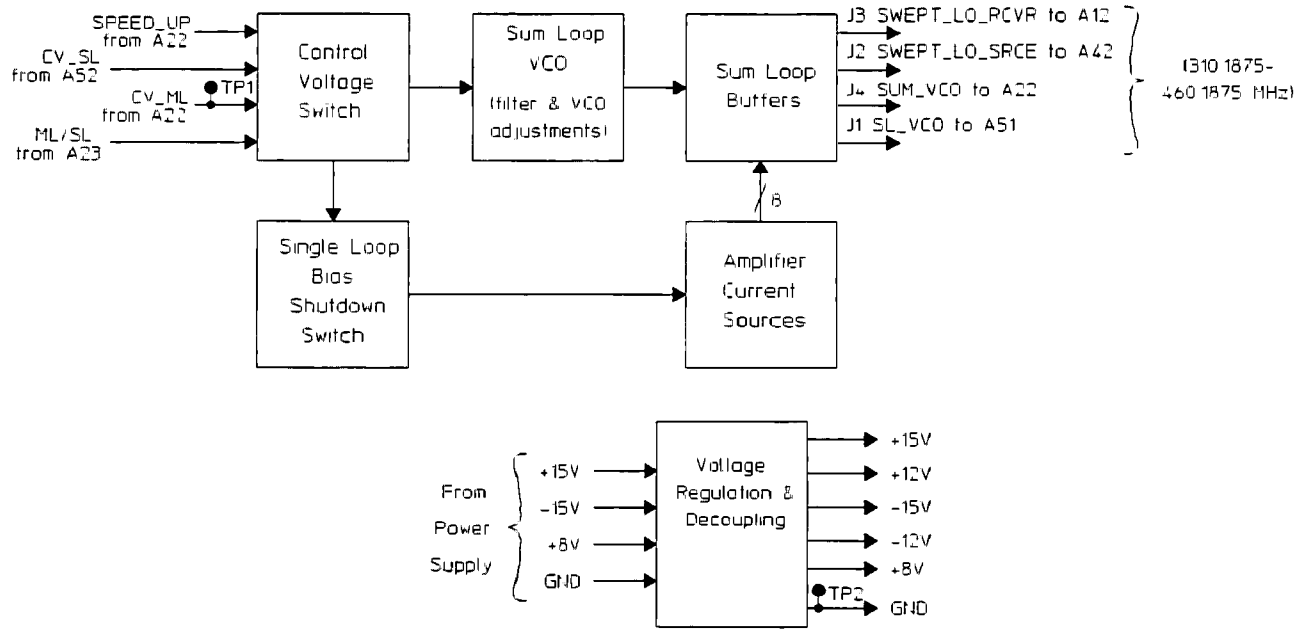 SPEED_UP
from A22
CV_SL
from A52
TP1
CV_ML
from A22
ML/SL
from A23
Control
Voltage
Switch
Sum Loop
VCO
(filter & VCO
adjustments)
Sum Loop
Buffers
J3 SWEPT_LO_RCVR to A12
J2 SWEPT_LO_SRCE to A42
J4 SUM_VCO to A22
J1 SL_VCO to A51
(310 1875-
460 1875 MHz)
8
Single Loop
Bias
Shutdown
Switch
Amplifier
Current
Sources
From
Power
Supply
+15V
-15V
+8V
GND
Voltage
Regulation &
Decoupling
+15V
+12V
-15V
-12V
+8V
TP2
GND